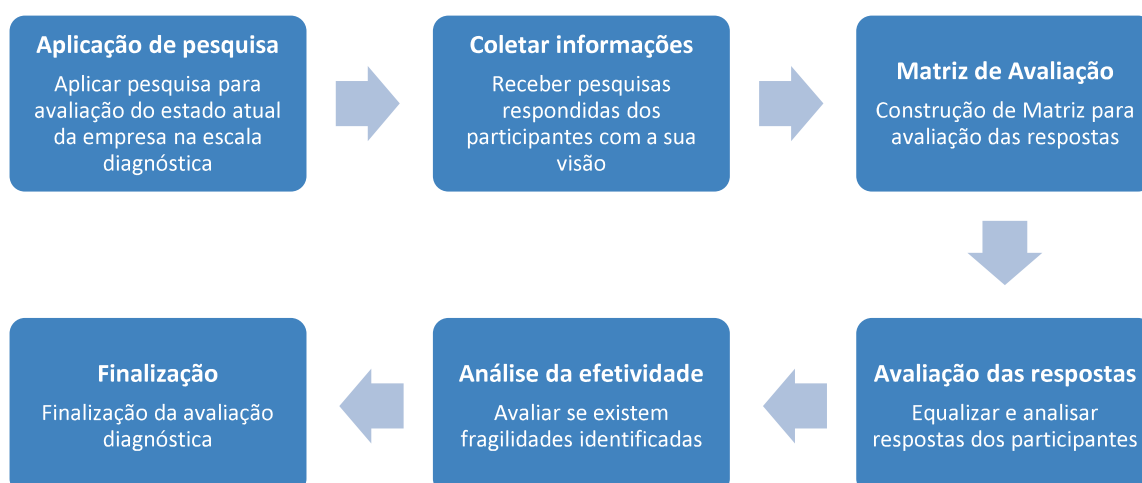 Aplicação de pesquisa
Aplicar pesquisa para
avaliação do estado atual
da empresa na escala
diagnóstica
Coletar informações
Receber pesquisas
respondidas dos
participantes com a sua
visão
Matriz de Avaliação
Construção de Matriz para
avaliação das respostas
Avaliação das respostas
Equalizar e analisar
respostas dos participantes
Análise da efetividade
Avaliar se existem
fragilidades identificadas
Finalização
Finalização da avaliação
diagnóstica